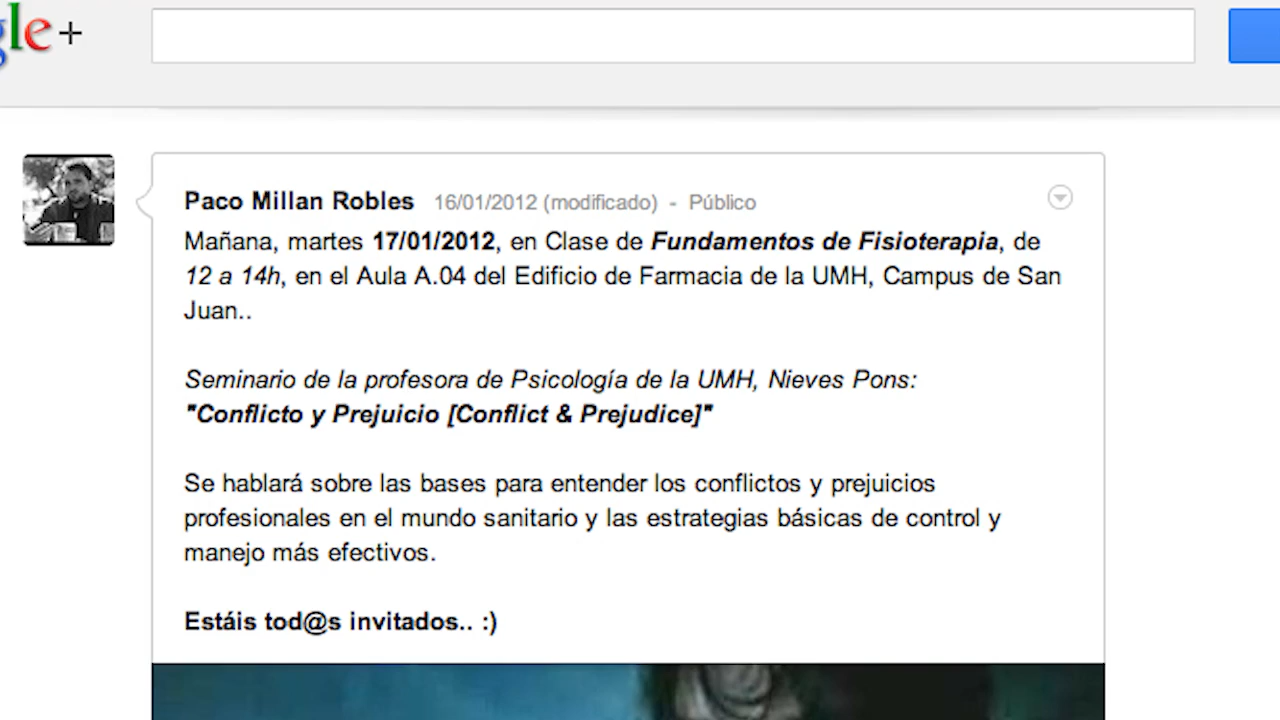 gle+
Paco Millan Robles 16/01/2012 (modificado) - Público
Mañana, martes 17/01/2012, en Clase de Fundamentos de Fisioterapia, de
12 a 14h, en el Aula A.04 del Edificio de Farmacia de la UMH, Campus de San
Juan..
Seminario de la profesora de Psicología de la UMH, Nieves Pons:
"Conflicto y Prejuicio [Conflict & Prejudice]"
Se hablará sobre las bases para entender los conflictos y prejuicios
profesionales en el mundo sanitario y las estrategias básicas de control y
manejo más efectivos.
Estáis tod@s invitados.. :)